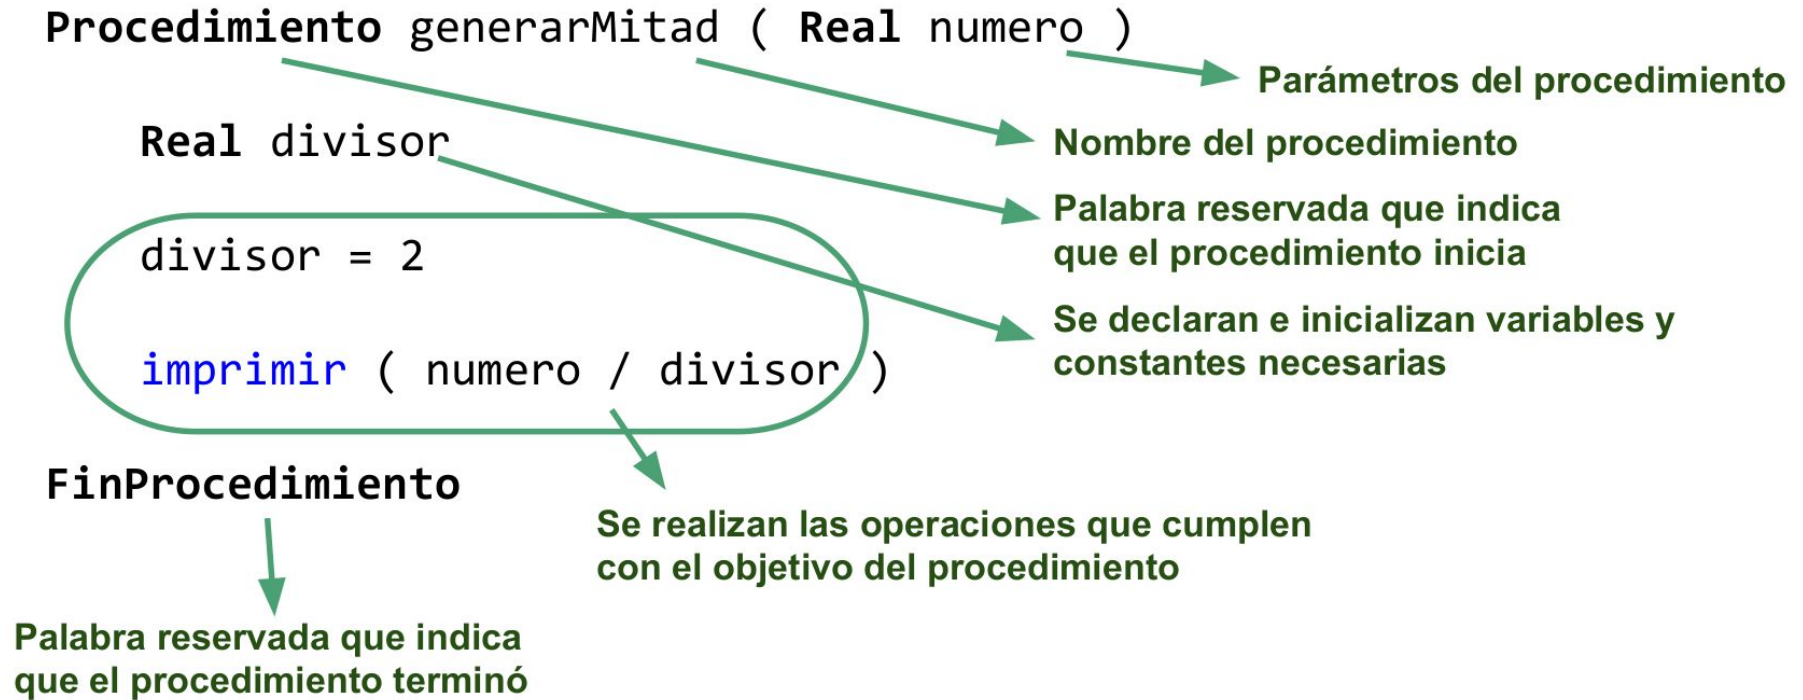 Procedimiento generarMitad ( Real numero )
Parámetros del procedimiento
Real divisor
Nombre del procedimiento
Palabra reservada que indica
que el procedimiento inicia
divisor = 2
Se declaran e inicializan variables y
constantes necesarias
imprimir ( numero / divisor )
FinProcedimiento
Se realizan las operaciones que cumplen
con el objetivo del procedimiento
Palabra reservada que indica
que el procedimiento terminó